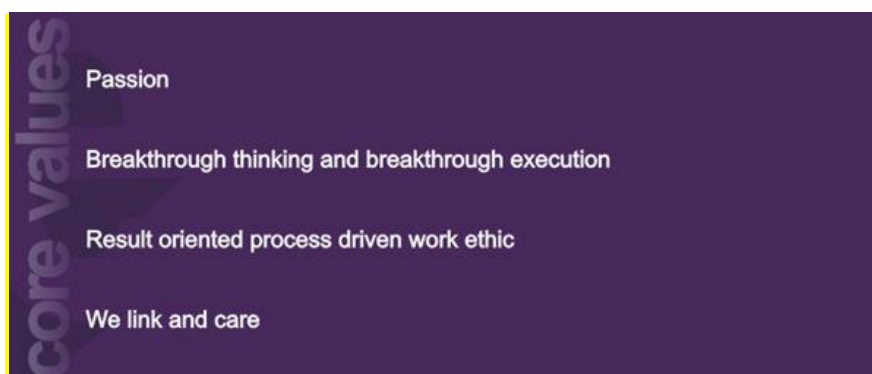 core values
Passion
Breakthrough thinking and breakthrough execution
Result oriented process driven work ethic
We link and care